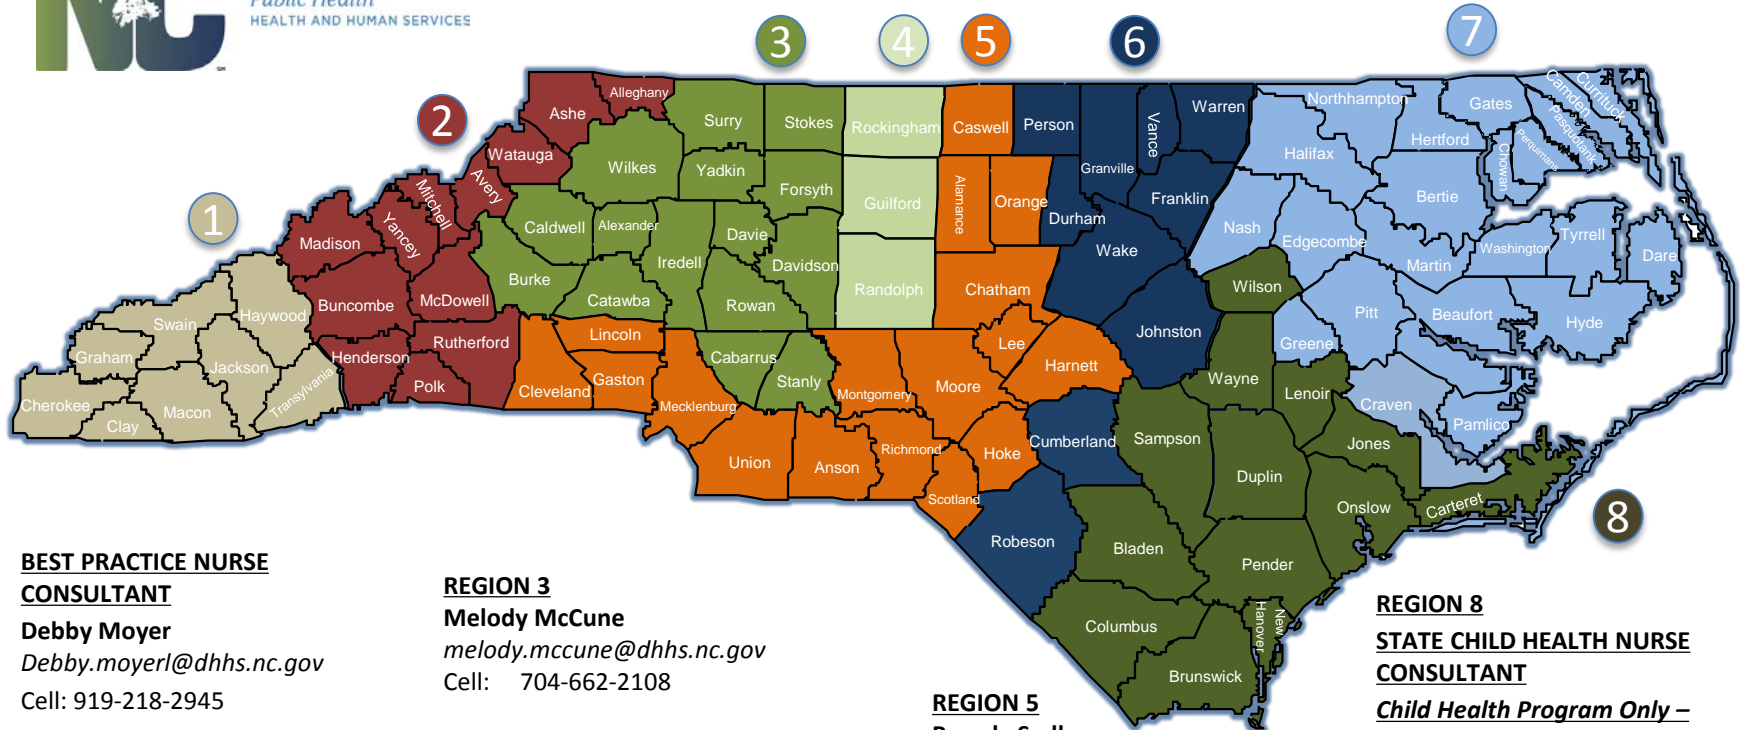 NC
Public Health
HEALTH AND HUMAN SERVICES
SM
1
2
3
4
5
6
7
8
Cherokee
Graham
Clay
Swain
Macon
Jackson
Haywood
Transylvania
Madison
Buncombe
Henderson
Polk
Rutherford
McDowell
Yancey
Mitchell
Avery
Watauga
Ashe
Alleghany
Surry
Stokes
Wilkes
Yadkin
Forsyth
Caldwell
Alexander
Davie
Iredell
Davidson
Burke
Catawba
Rowan
Cabarrus
Stanly
Rockingham
Guilford
Randolph
Caswell
Alamance
Orange
Chatham
Lee
Harnett
Moore
Montgomery
Lincoln
Gaston
Cleveland
Mecklenburg
Union
Anson
Richmond
Scotland
Hoke
Person
Granville
Vance
Warren
Franklin
Durham
Wake
Johnston
Cumberland
Robeson
Northhampton
Halifax
Hertford
Gates
Camden
Currituck
Pasquotank
Perquimans
Chowan
Bertie
Nash
Edgecombe
Martin
Washington
Tyrrell
Dare
Pitt
Beaufort
Hyde
Greene
Craven
Pamlico
Wilson
Wayne
Lenoir
Jones
Sampson
Duplin
Onslow
Carteret
Bladen
Pender
Columbus
New
Hanover
Brunswick
BEST PRACTICE NURSE
CONSULTANT
Debby Moyer
Debby.moyerl@dhhs.nc.gov
Cell: 919-218-2945
REGION 3
Melody McCune
melody.mccune@dhhs.nc.gov
Cell: 704-662-2108
REGION 5
REGION 8
STATE CHILD HEALTH NURSE
CONSULTANT
Child Health Program Only –